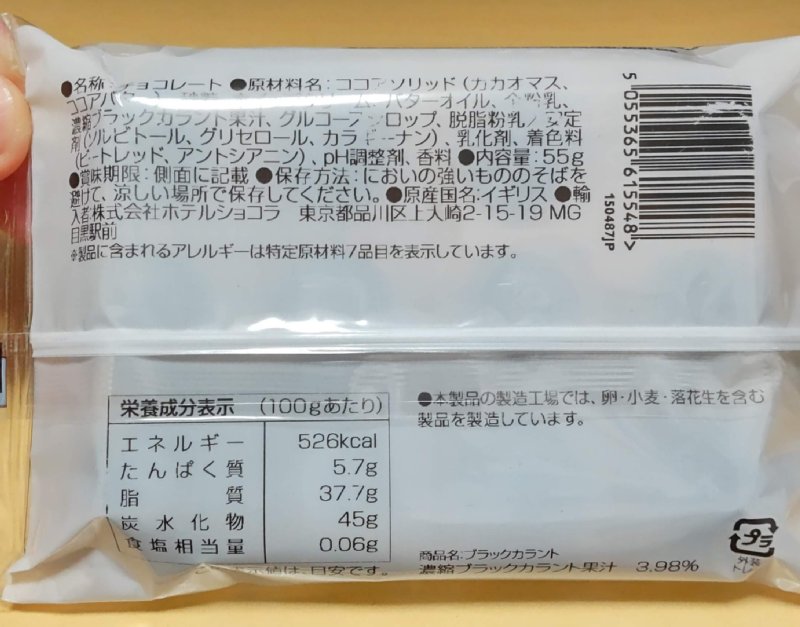 ●名称:チョコレート ●原材料名:ココアソリッド(カカオマス、
ココアバター)、バターオイル、全粉乳、
濃縮ブラックカラント果汁、グルコースシロップ、脱脂粉乳/安定
剤(ソルビトール、グリセロール、カラギーナン)、乳化剤、着色料
(ビートレッド、アントシアニン)、pH調整剤、香料 ●内容量:55g
●賞味期限:側面に記載 ●保存方法:においの強いもののそばを
避けて、涼しい場所で保存してください。●原産国名:イギリス ●輸
入者:株式会社ホテルショコラ 東京都品川区上大崎2-15-19 MG
目黒駅前
※製品に含まれるアレルギーは特定原材料7品目を表示しています。
5 055365 615548>
150487JP
栄養成分表示 (100gあたり)
エネルギー 526kcal
たんぱく質 5.7g
脂質 37.7g
炭水化物 45g
食塩相当量 0.06g
示値は、目安です。
●本製品の製造工場では、卵・小麦・落花生を含む
製品を製造しています。
商品名:ブラックカラント
濃縮ブラックカラント果汁 3.98%
プラ